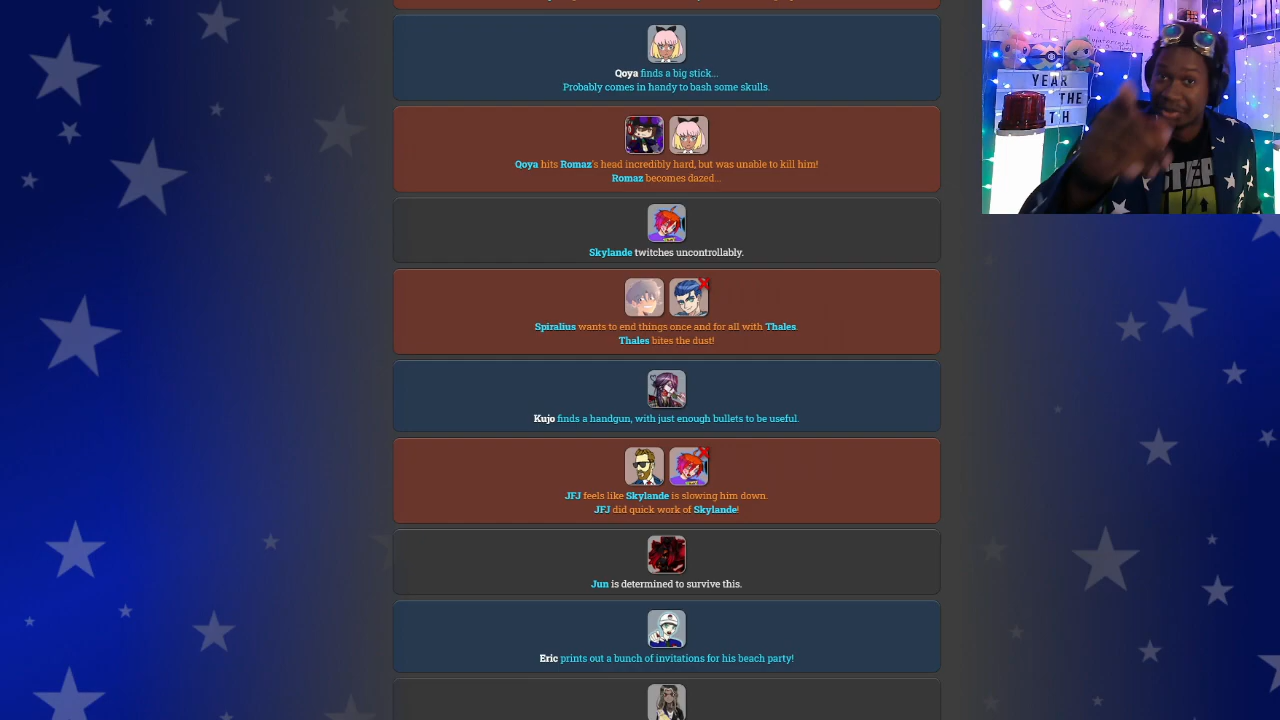 Qoya finds a big stick...
Probably comes in handy to bash some skulls.
Qoya hits Romaz's head incredibly hard, but was unable to kill him!
Romaz becomes dazed...
Skylande twitches uncontrollably.
Spiralius wants to end things once and for all with Thales
Thales bites the dust!
Kujo finds a handgun, with just enough bullets to be useful.
JFJ feels like Skylande is slowing him down.
JFJ did quick work of Skylande!
Jun is determined to survive this.
Eric prints out a bunch of invitations for his beach party!
YEAR
THE
TH
STEP